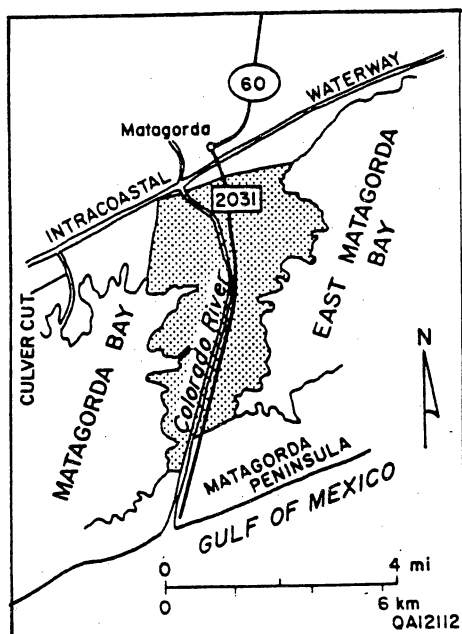 60
WATERWAY
Matagorda
INTRACOASTAL
2031
EAST MATAGORDA
BAY
CULVER CUT
MATAGORDA BAY
Colorado River
N
MATAGORDA
PENINSULA
GULF OF MEXICO
0 4 mi
0 6 km
QA12112